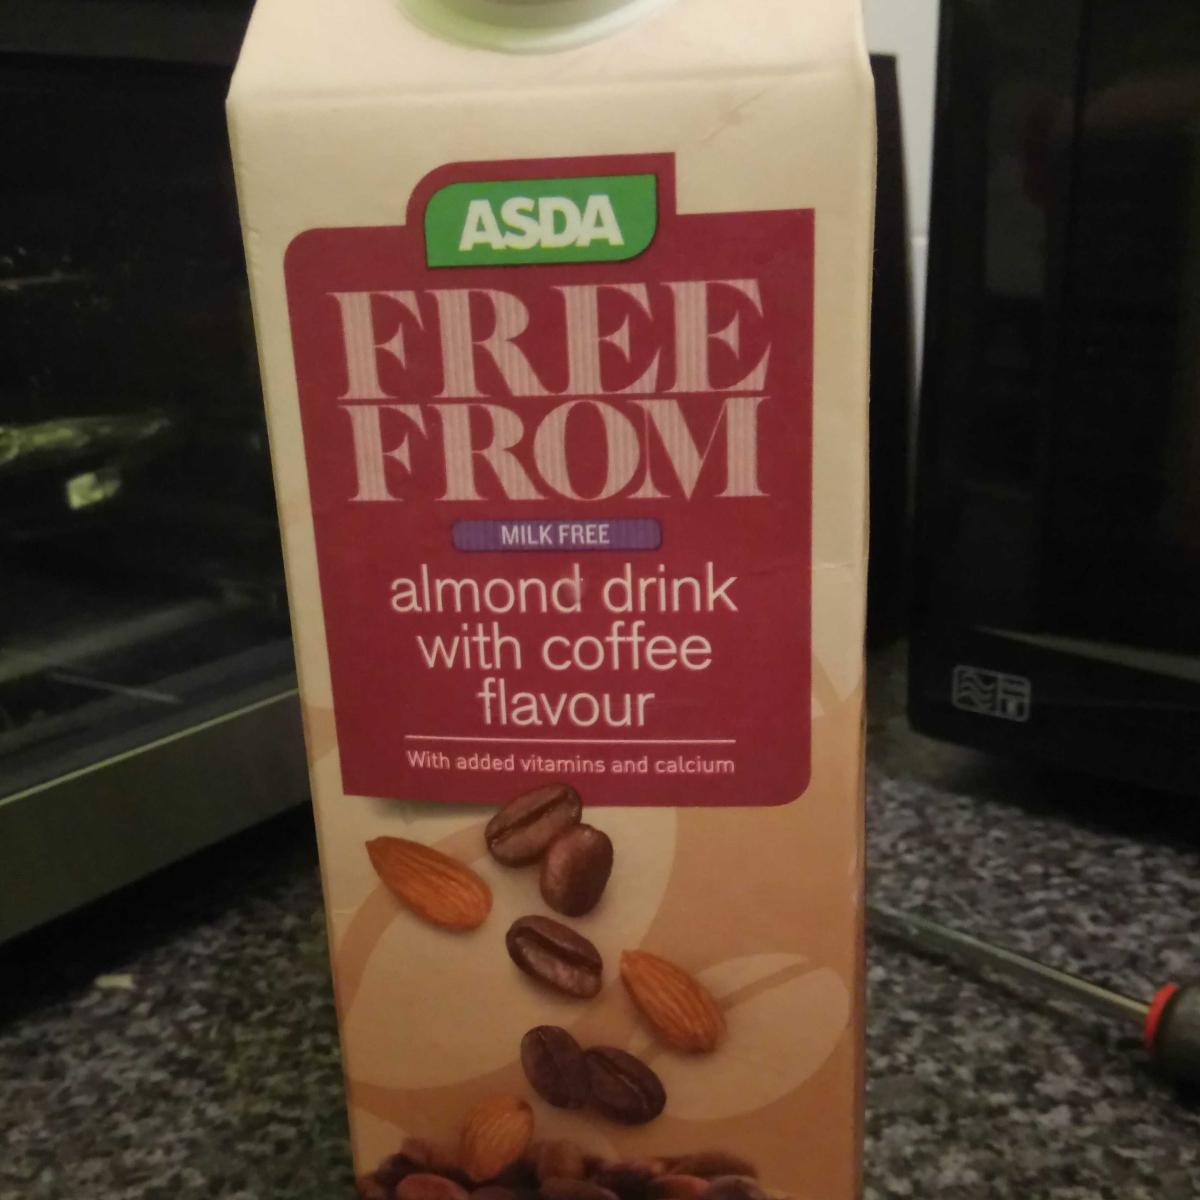 ASDA
FREE
FROM
MILK FREE
almond drink
with coffee
flavour
With added vitamins and calcium